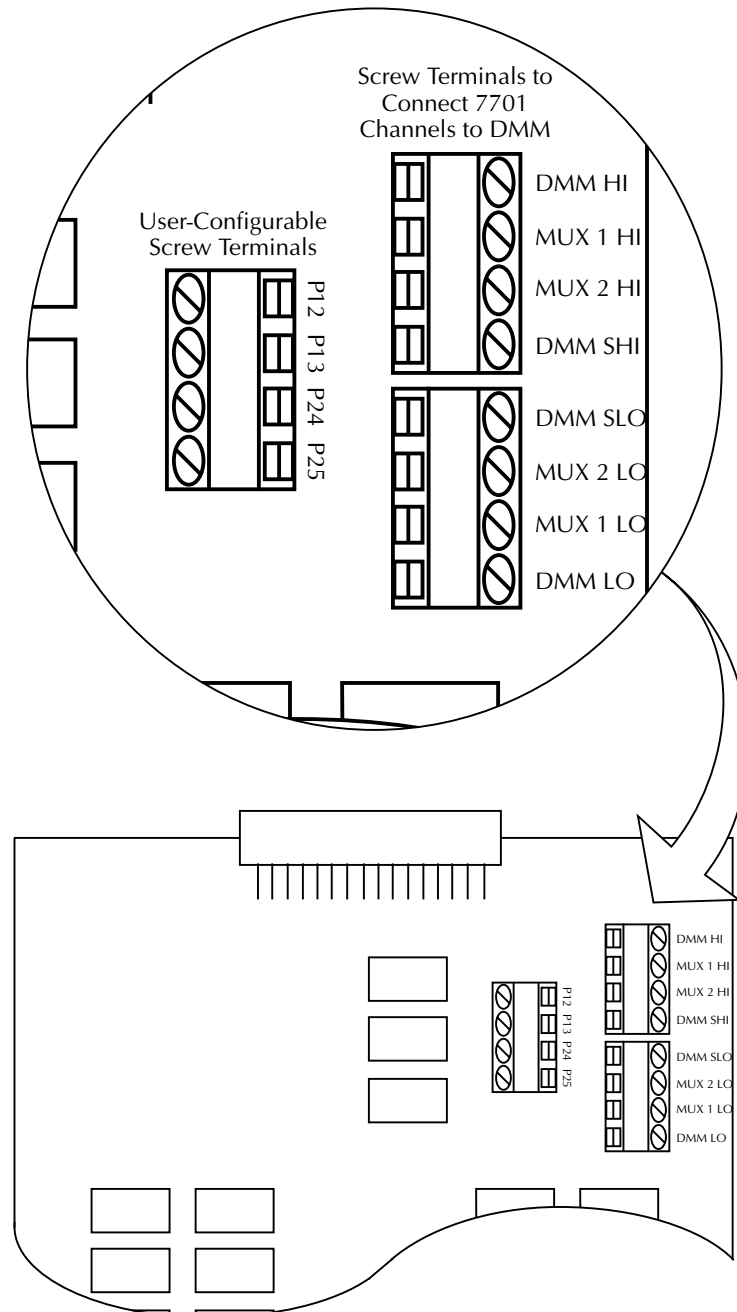 Screw Terminals to
Connect 7701
Channels to DMM
DMM HI
MUX 1 HI
MUX 2 HI
DMM SHI
DMM SLO
MUX 2 LO
MUX 1 LO
DMM LO
User-Configurable
Screw Terminals
P12
P13
P24
P25
DMM HI
MUX 1 HI
MUX 2 HI
DMM SHI
DMM SLO
MUX 2 LO
MUX 1 LO
DMM LO
P12
P13
P24
P25